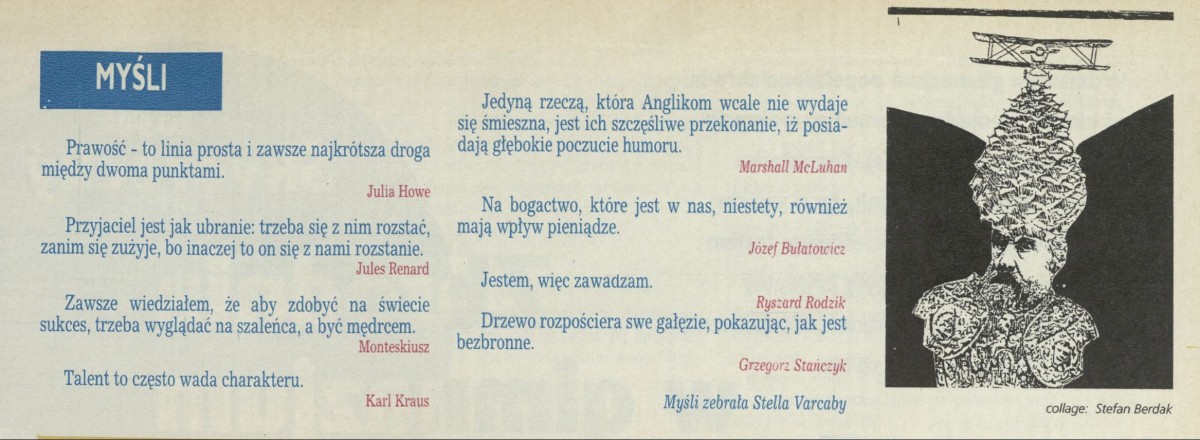 MYŚLI
Prawość - to linia prosta i zawsze najkrótsza droga
między dwoma punktami.
Julia Howe
Przyjaciel jest jak ubranie: trzeba się z nim rozstać,
zanim się zużyje, bo inaczej to on się z nami rozstanie.
Jules Renard
Zawsze wiedziałem, że aby zdobyć na świecie
sukces, trzeba wyglądać na szaleńca, a być mędrcem.
Monteskiusz
Talent to często wada charakteru.
Karl Kraus
Jedyną rzeczą, która Anglikom wcale nie wydaje
się śmieszna, jest ich szczęśliwe przekonanie, iż posia-
dają głębokie poczucie humoru.
Marshall McLuhan
Na bogactwo, które jest w nas, niestety, również
mają wpływ pieniądze.
Józef Bułatowicz
Jestem, więc zawadzam.
Ryszard Rodzik
Drzewo rozpościera swe gałęzie, pokazując, jak jest
bezbronne.
Grzegorz Stańczyk
Myśli zebrała Stella Varcaby
collage: Stefan Berdak